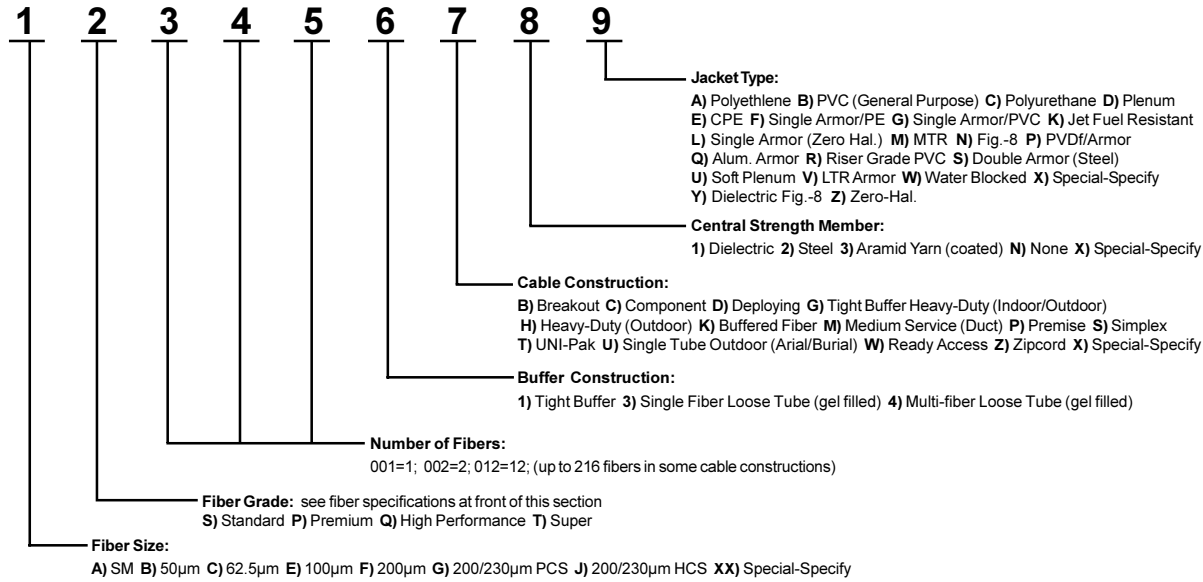 1 2 3 4 5 6 7 8 9
Jacket Type:
A) Polyethlene B) PVC (General Purpose) C) Polyurethane D) Plenum
E) CPE F) Single Armor/PE G) Single Armor/PVC K) Jet Fuel Resistant
L) Single Armor (Zero Hal.) M) MTR N) Fig.-8 P) PVDf/Armor
Q) Alum. Armor R) Riser Grade PVC S) Double Armor (Steel)
U) Soft Plenum V) LTR Armor W) Water Blocked X) Special-Specify
Y) Dielectric Fig.-8 Z) Zero-Hal.
Central Strength Member:
1) Dielectric 2) Steel 3) Aramid Yarn (coated) N) None X) Special-Specify
Cable Construction:
B) Breakout C) Component D) Deploying G) Tight Buffer Heavy-Duty (Indoor/Outdoor)
H) Heavy-Duty (Outdoor) K) Buffered Fiber M) Medium Service (Duct) P) Premise S) Simplex
T) UNI-Pak U) Single Tube Outdoor (Arial/Burial) W) Ready Access Z) Zipcord X) Special-Specify
Buffer Construction:
1) Tight Buffer 3) Single Fiber Loose Tube (gel filled) 4) Multi-fiber Loose Tube (gel filled)
Number of Fibers:
001=1; 002=2; 012=12; (up to 216 fibers in some cable constructions)
Fiber Grade: see fiber specifications at front of this section
S) Standard P) Premium Q) High Performance T) Super
Fiber Size:
A) SM B) 50µm C) 62.5µm E) 100µm F) 200µm G) 200/230µm PCS J) 200/230µm HCS XX) Special-Specify